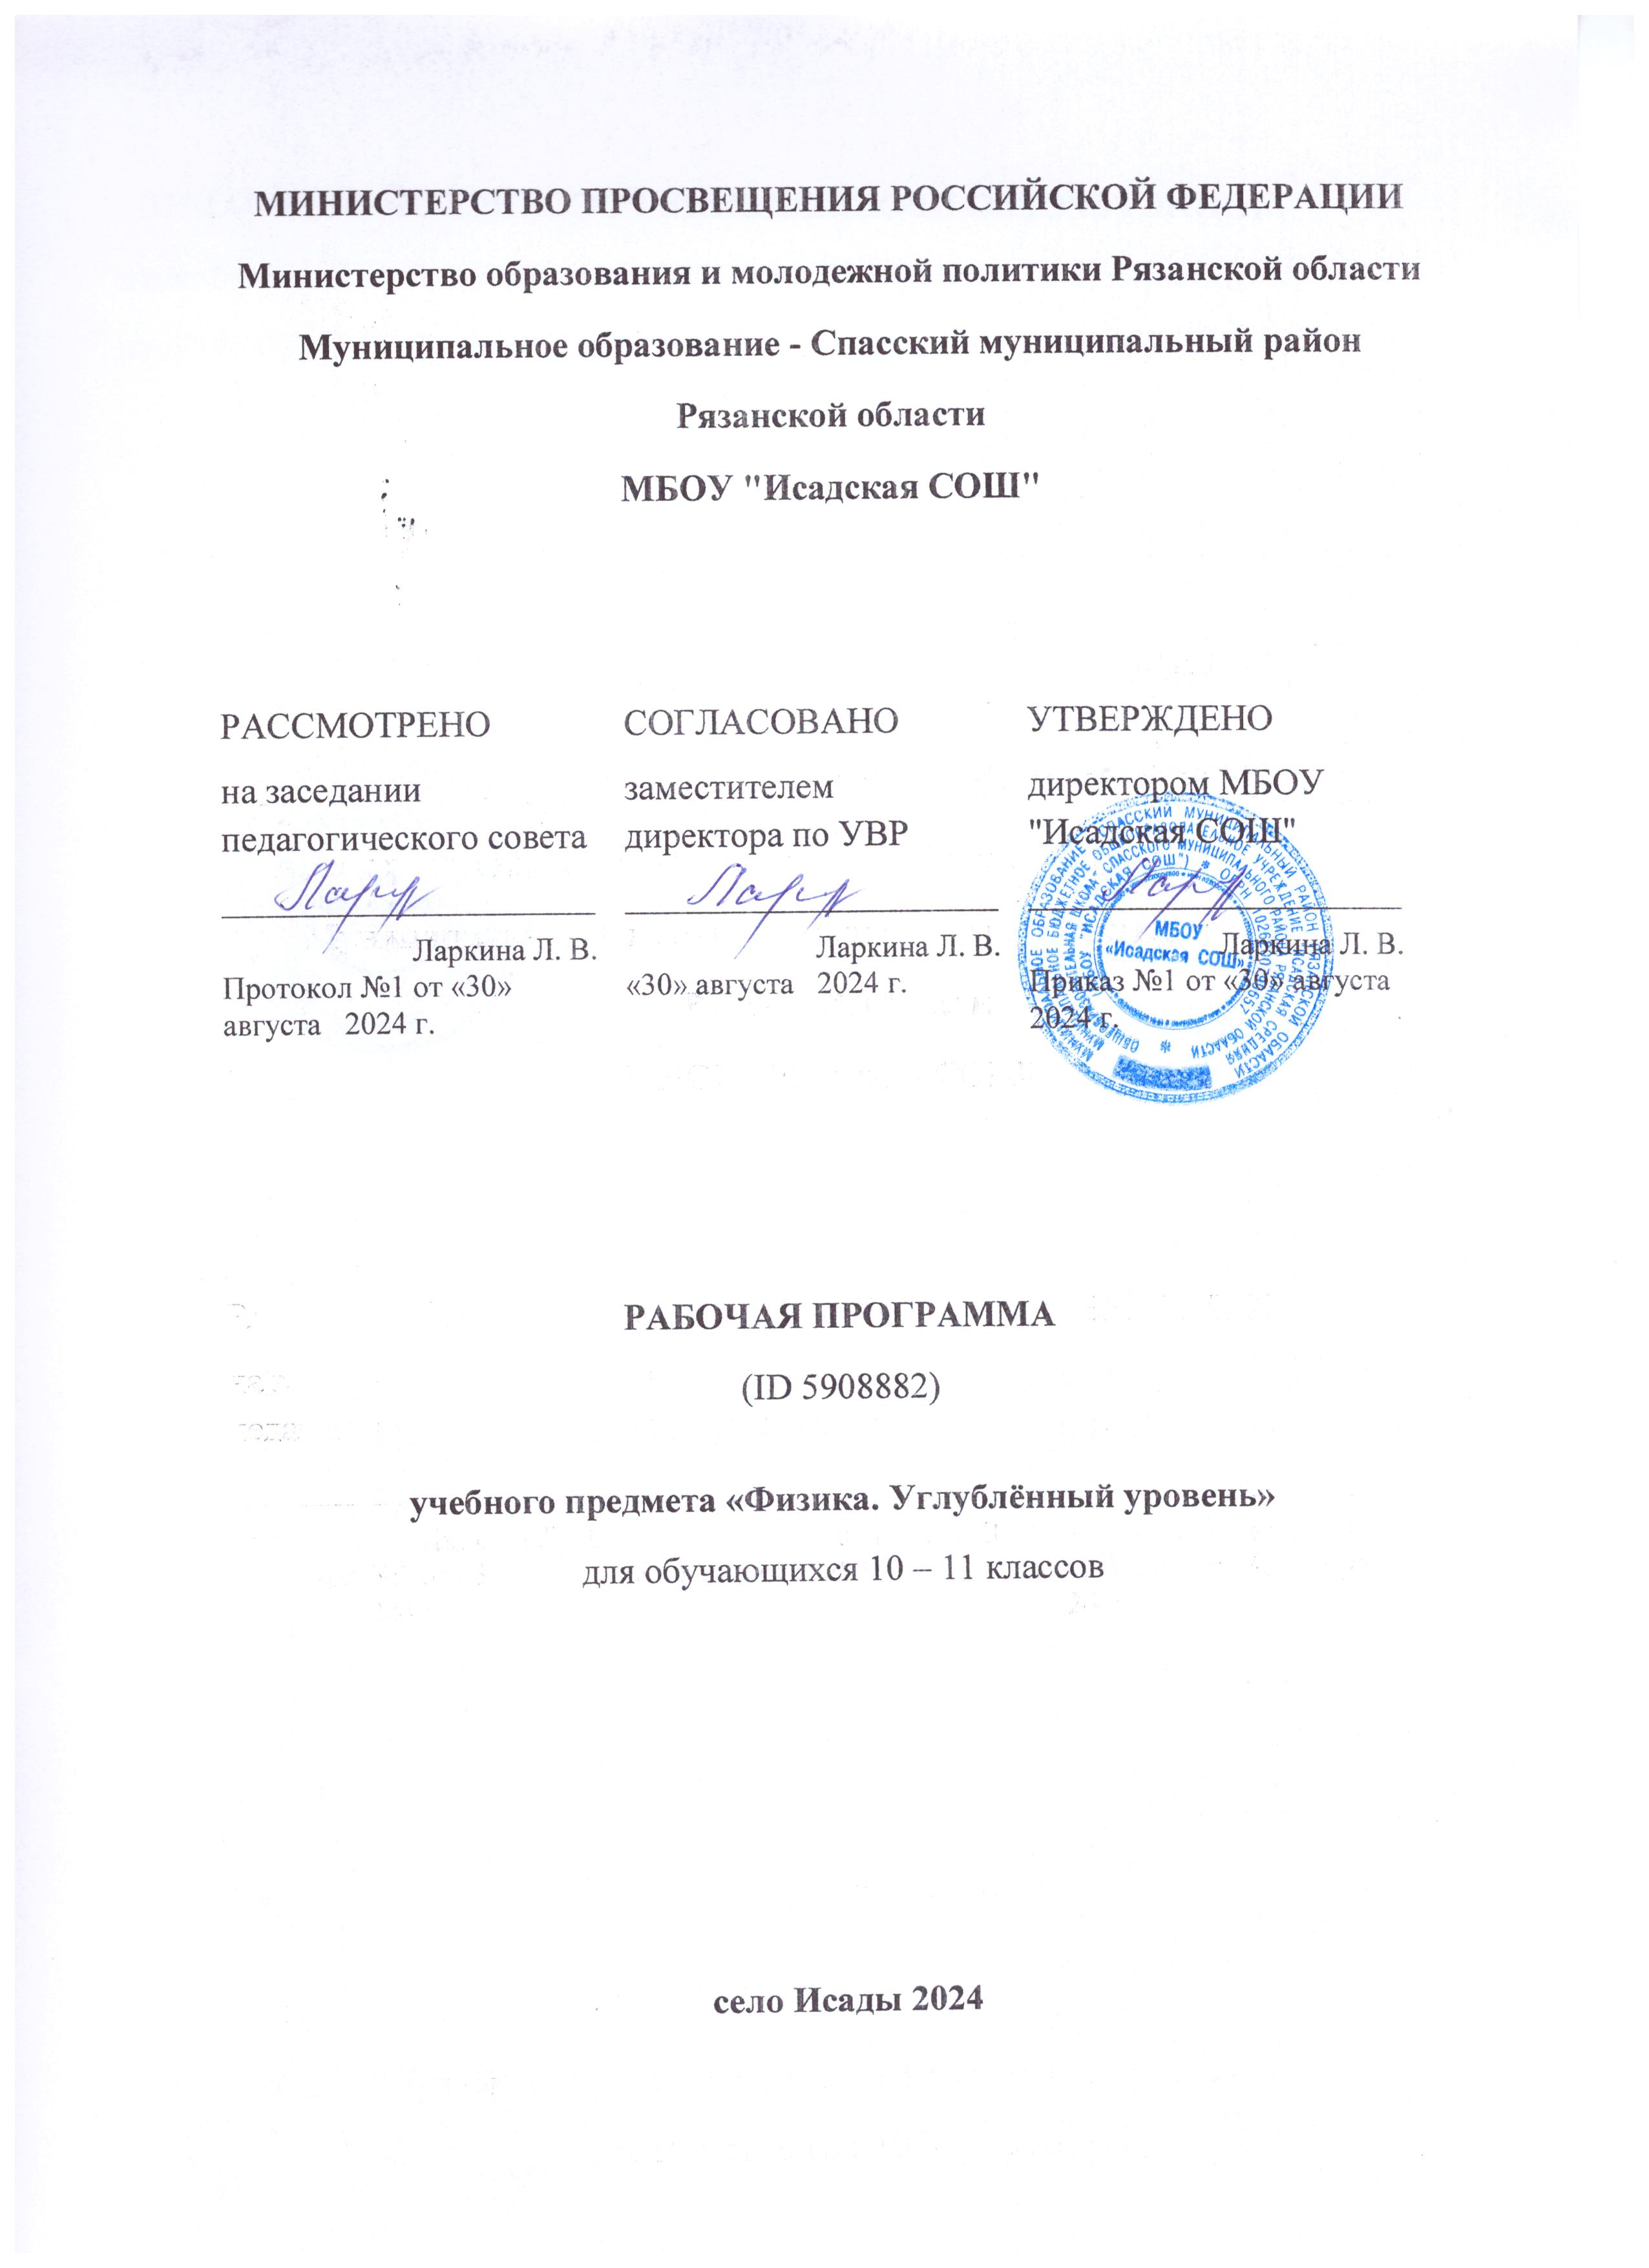 МИНИСТЕРСТВО ПРОСВЕЩЕНИЯ РОССИЙСКОЙ ФЕДЕРАЦИИ
Министерство образования и молодежной политики Рязанской области
Муниципальное образование - Спасский муниципальный район
Рязанской области
МБОУ "Исадская СОШ"
РАССМОТРЕНО
на заседании
педагогического совета
Ларкина Л. В.
Протокол №1 от «30»
августа 2024 г.
СОГЛАСОВАНО
заместителем
директора по УВР
Ларкина Л. В.
«30» августа 2024 г.
УТВЕРЖДЕНО
директором МБОУ
"Исадская СОШ"
Ларкина Л. В.
Приказ №1 от «30» августа
2024 г.
МБОУ
«Исадская СОШ»
РАБОЧАЯ ПРОГРАММА
(ID 5908882)
учебного предмета «Физика. Углублённый уровень»
для обучающихся 10 – 11 классов
село Исады 2024